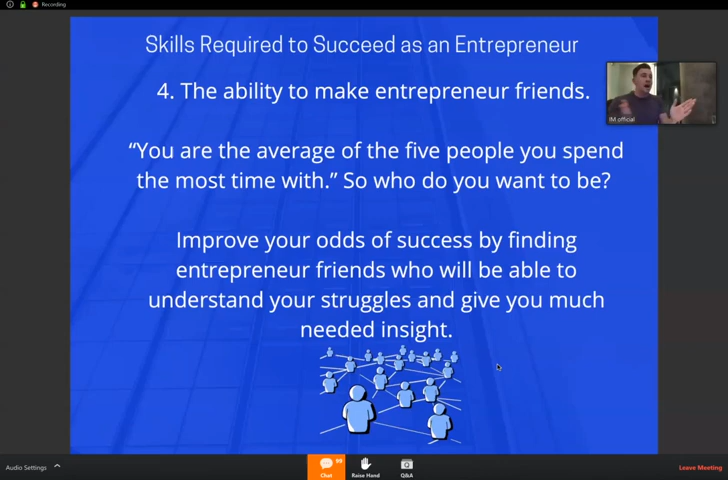 Recording
Skills Required to Succeed as an Entrepreneur
4. The ability to make entrepreneur friends.
IM official
“You are the average of the five people you spend
the most time with.” So who do you want to be?
Improve your odds of success by finding
entrepreneur friends who will be able to
understand your struggles and give you much
needed insight.
Audio Settings
99
Chat
Raise Hand
Q&A
Leave Meeting